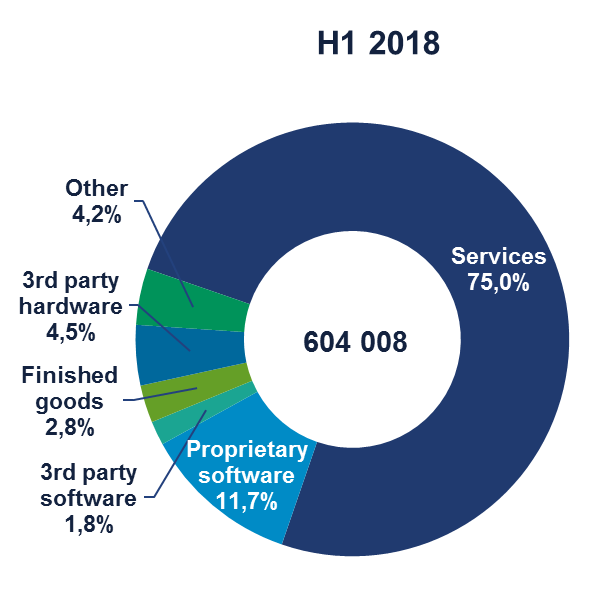 H1 2018
Other
4,2%
Services
75,0%
3rd party
hardware
4,5%
604 008
Finished
goods
2,8%
Proprietary
software
11,7%
3rd party
software
1,8%